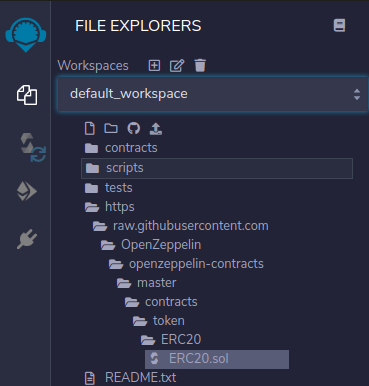 FILE EXPLORERS
Workspaces
default_workspace
contracts
scripts
tests
https
raw.githubusercontent.com
OpenZeppelin
openzeppelin-contracts
master
contracts
token
ERC20
ERC20.sol
README.txt